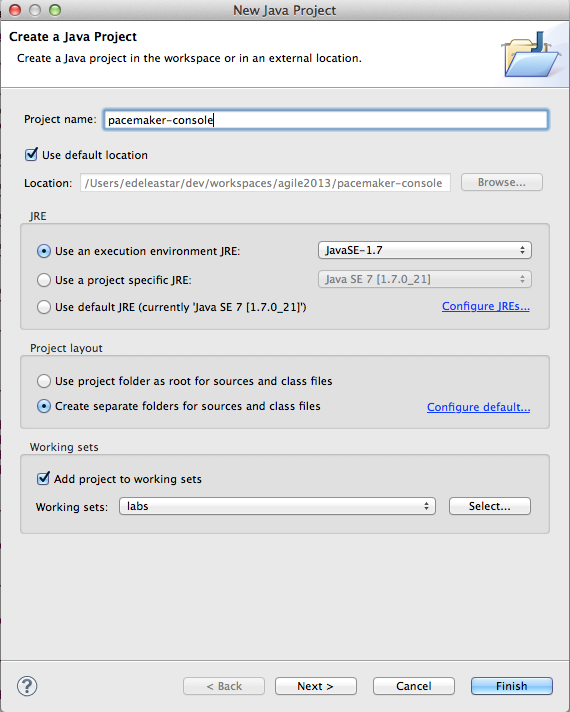 New Java Project
Create a Java Project
Create a Java project in the workspace or in an external location.
Project name: pacemaker-console
Use default location
Location: /Users/edeleastar/dev/workspaces/agile2013/pacemaker-console Browse...
JRE
Use an execution environment JRE: JavaSE-1.7
Use a project specific JRE: Java SE 7 [1.7.0_21]
Use default JRE (currently 'Java SE 7 [1.7.0_21]') Configure JREs...
Project layout
Use project folder as root for sources and class files
Create separate folders for sources and class files Configure default...
Working sets
Add project to working sets
Working sets: labs Select...
? < Back Next > Cancel Finish